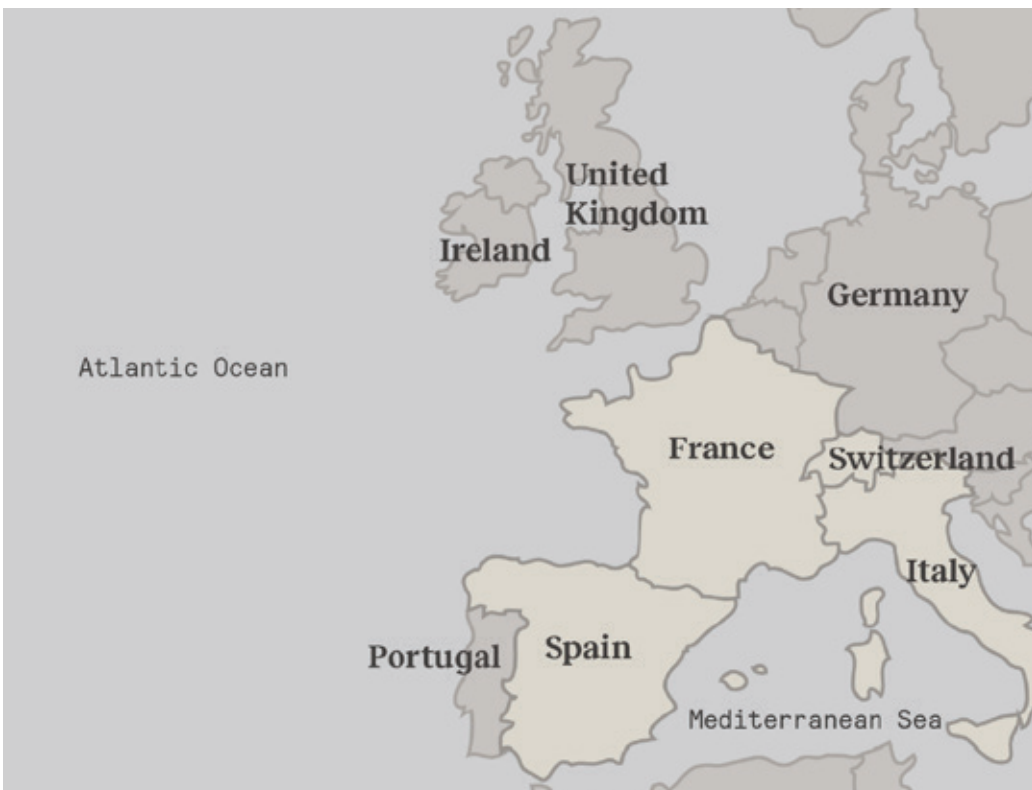 United
Kingdom
Ireland
Germany
Atlantic Ocean
France
Switzerland
Italy
Portugal
Spain
Mediterranean Sea